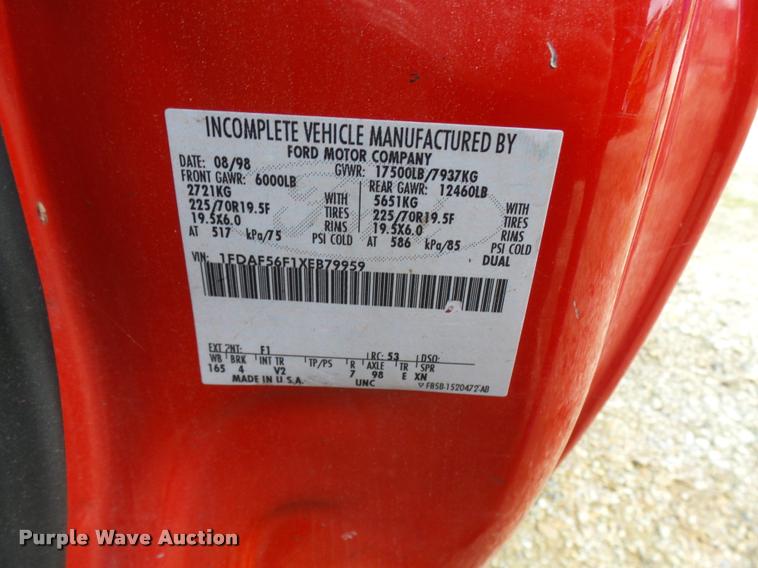 INCOMPLETE VEHICLE MANUFACTURED BY
FORD MOTOR COMPANY
DATE: 08/98 GVWR: 17500LB/7937KG
FRONT GAWR: 6000LB REAR GAWR: 12460LB
2721KG WITH 5651KG WITH
225/70R19.5F TIRES 225/70R19.5F TIRES
19.5X6.0 RIMS 19.5X6.0 RIMS
AT 517 kPa/75 PSI COLD AT 586 kPa/85 PSI COLD
DUAL
VIN: 1FDAF56F1XEB79959
EXT PNT: F1 RC: 53 DSO:
WB BRK INT TR TP/PS R AXLE TR SPR
165 4 V2 7 98 E XN
MADE IN U.S.A. UNC F85B-1520472-AB
Purple Wave Auction